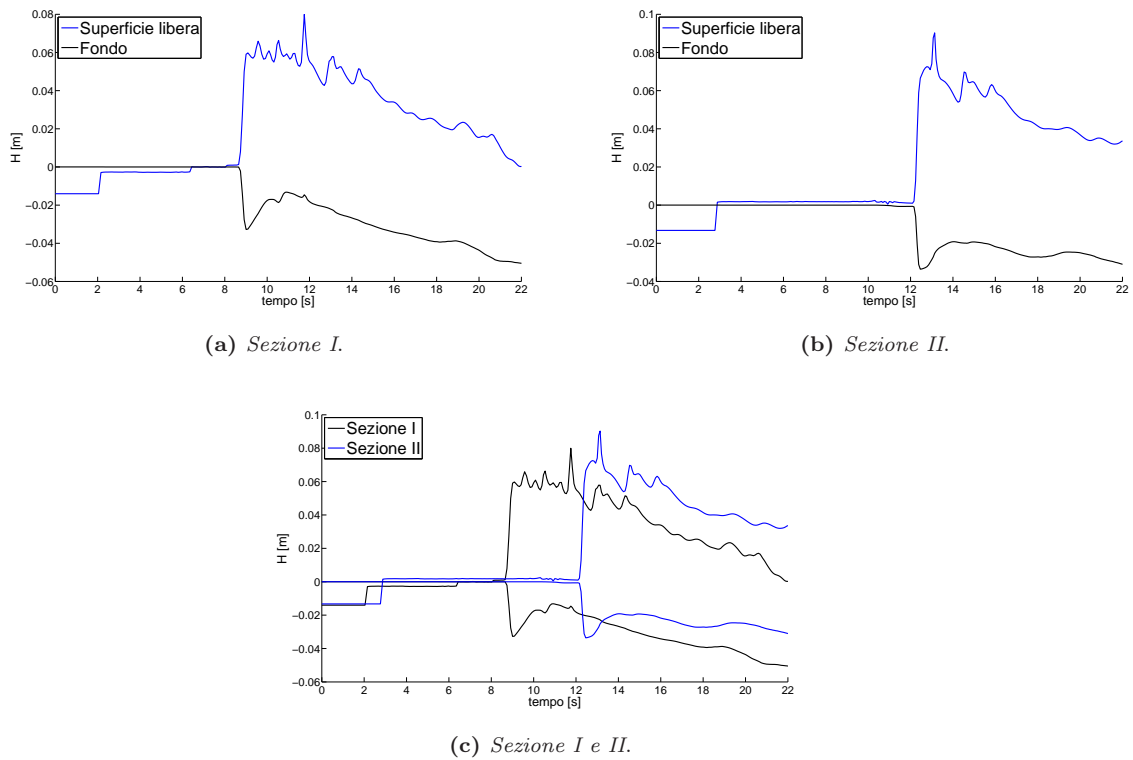 Superficie libera
Fondo
H [m]
0.08
0.06
0.04
0.02
0
−0.02
−0.04
−0.06
0 2 4 6 8 10 12 14 16 18 20 22
tempo [s]
(a) Sezione I.
Superficie libera
Fondo
H [m]
0.1
0.08
0.06
0.04
0.02
0
−0.02
−0.04
0 2 4 6 8 10 12 14 16 18 20 22
tempo [s]
(b) Sezione II.
Sezione I
Sezione II
H [m]
0.1
0.08
0.06
0.04
0.02
0
−0.02
−0.04
−0.06
0 2 4 6 8 10 12 14 16 18 20 22
tempo [s]
(c) Sezione I e II.